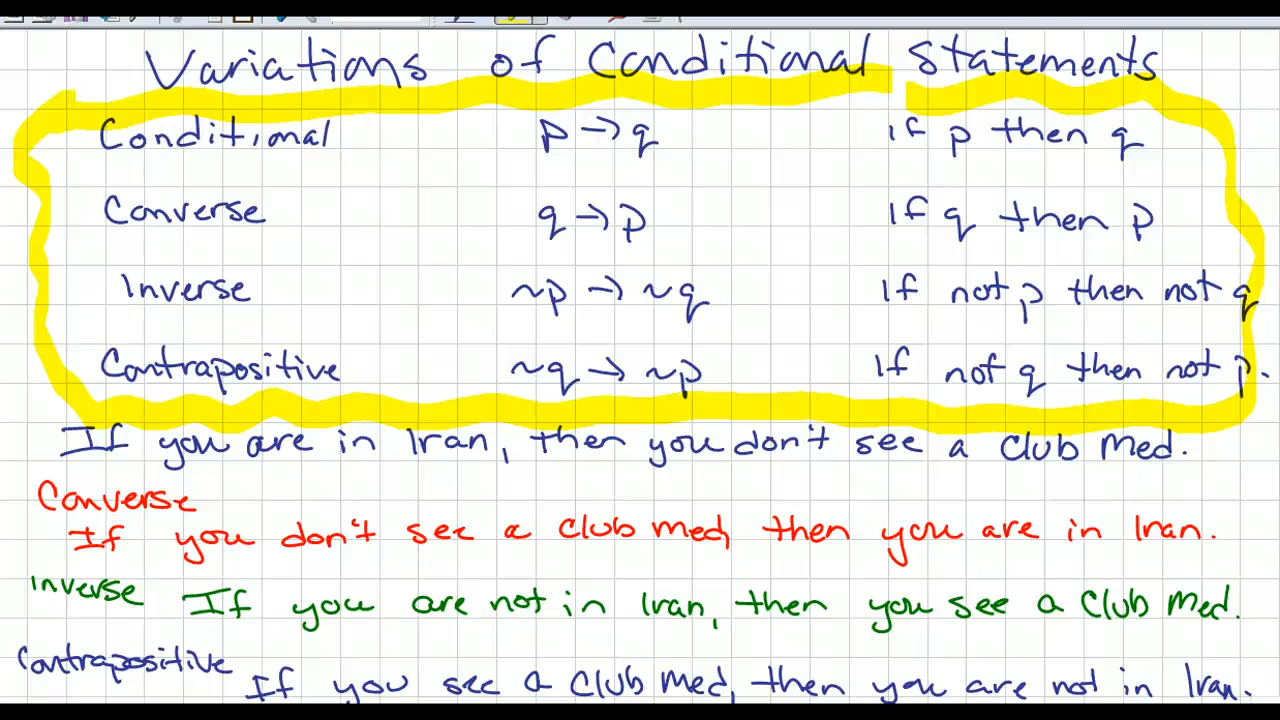 Variations of Conditional Statements
Conditional p → q If p then q
Converse q → p If q then p
Inverse ~p → ~q If not p then not q
Contrapositive ~q → ~p If not q then not p.
If you are in Iran, then you don't see a Club Med.
Converse
If you don't see a Club Med, then you are in Iran.
Inverse If you are not in Iran, then you see a Club Med.
Contrapositive If you see a Club Med, then you are not in Iran.